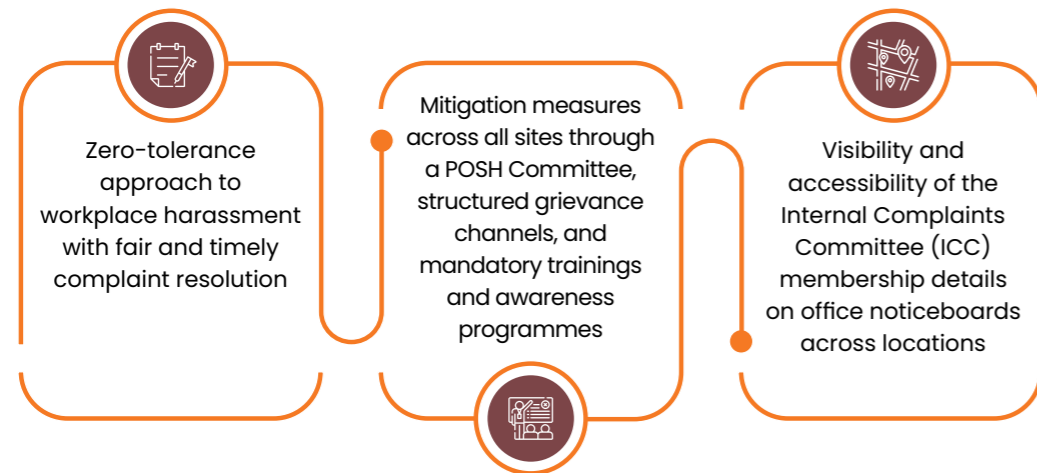 Zero-tolerance
approach to
workplace harassment
with fair and timely
complaint resolution
Mitigation measures
across all sites through
a POSH Committee,
structured grievance
channels, and
mandatory trainings
and awareness
programmes
Visibility and
accessibility of the
Internal Complaints
Committee (ICC)
membership details
on office noticeboards
across locations